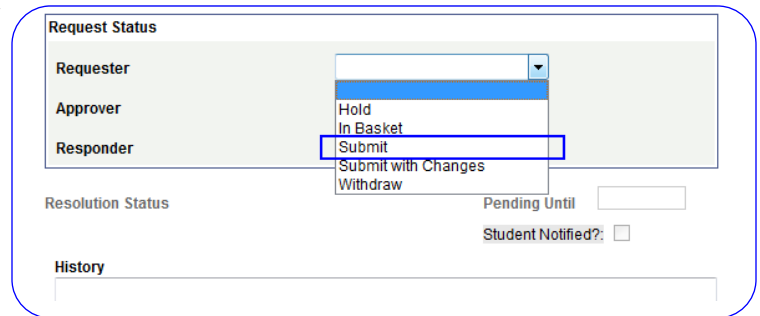 Request Status
Requester
Approver
Hold
In Basket
Responder
Submit
Submit with Changes
Withdraw
Resolution Status
Pending Until
Student Notified?:
History